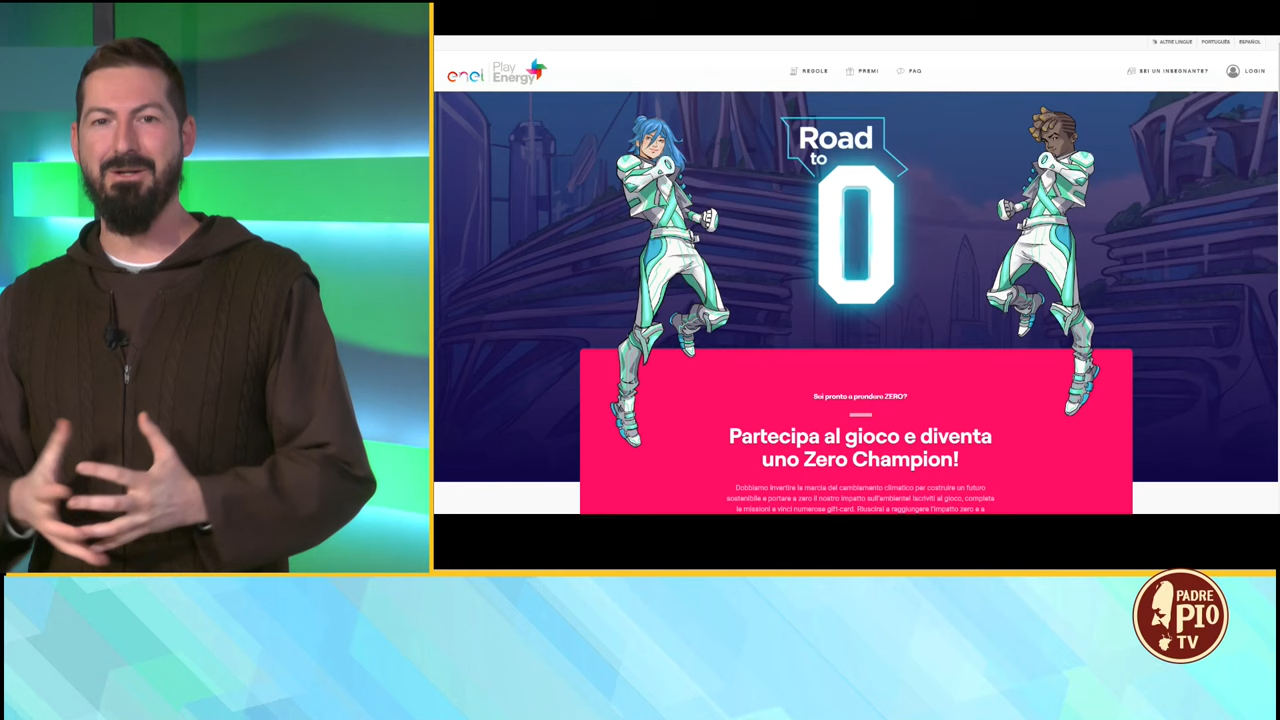 ALTRE LINGUE PORTUGUÊS ESPAÑOL
enel Play Energy
REGOLE PREMI FAQ
SEI UN INSEGNANTE? LOGIN
Road
to
0
Sei pronto a prendere ZERO?
Partecipa al gioco e diventa
uno Zero Champion!
Dobbiamo invertire la marcia del cambiamento climatico per costruire un futuro
sostenibile e portare a zero il nostro impatto sull'ambiente! Iscriviti al gioco, completa
le missioni e vinci numerose gift-card. Riuscirai a raggiungere l'impatto zero e a
PADRE
PIO
TV